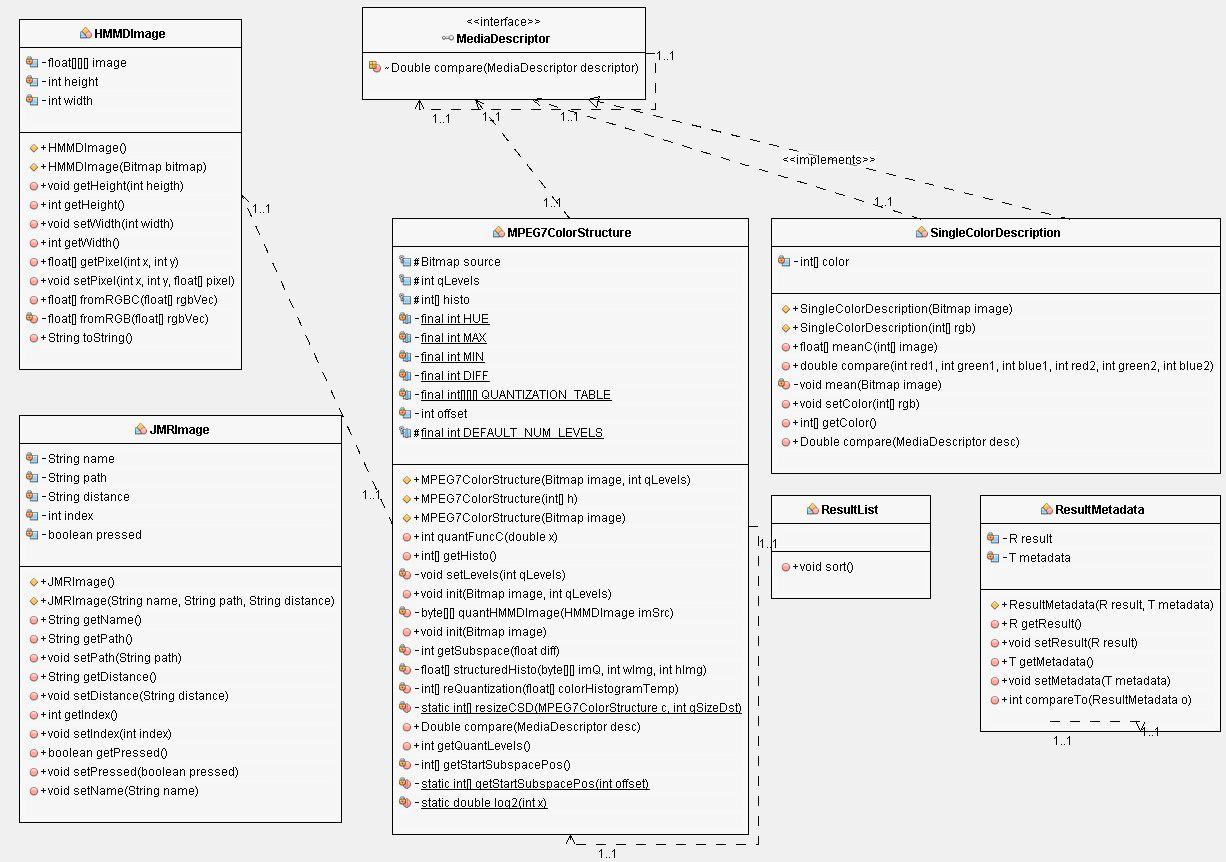 HMMDImage
-float[][][] image
-int height
-int width
+HMMDImage()
+HMMDImage(Bitmap bitmap)
+void getHeight(int heigth)
+int getHeight()
+void setWidth(int width)
+int getWidth()
+float[] getPixel(int x, int y)
+void setPixel(int x, int y, float[] pixel)
+float[] fromRGBC(float[] rgbVec)
-float[] fromRGB(float[] rgbVec)
+String toString()
1..1
1..1
<<interface>>
MediaDescriptor
~Double compare(MediaDescriptor descriptor)
1..1
1..1
1..1
1..1
<<implements>>
1..1
1..1
JMRImage
-String name
-String path
-String distance
-int index
-boolean pressed
+JMRImage()
+JMRImage(String name, String path, String distance)
+String getName()
+String getPath()
+void setPath(String path)
+String getDistance()
+void setDistance(String distance)
+int getIndex()
+void setIndex(int index)
+boolean getPressed()
+void setPressed(boolean pressed)
+void setName(String name)
MPEG7ColorStructure
#Bitmap source
#int qLevels
#int[] histo
-final int HUE
-final int MAX
-final int MIN
-final int DIFF
-final int[][][] QUANTIZATION_TABLE
-int offset
#final int DEFAULT_NUM_LEVELS
+MPEG7ColorStructure(Bitmap image, int qLevels)
+MPEG7ColorStructure(int[] h)
+MPEG7ColorStructure(Bitmap image)
+int quantFuncC(double x)
+int[] getHisto()
-void setLevels(int qLevels)
+void init(Bitmap image, int qLevels)
-byte[][] quantHMMDImage(HMMDImage imSrc)
+void init(Bitmap image)
-int getSubspace(float diff)
-float[] structuredHisto(byte[][] imQ, int wImg, int hImg)
-int[] reQuantization(float[] colorHistogramTemp)
-static int[] resizeCSD(MPEG7ColorStructure c, int qSizeDst)
+Double compare(MediaDescriptor desc)
+int getQuantLevels()
-int[] getStartSubspacePos()
-static int[] getStartSubspacePos(int offset)
-static double log2(int x)
1..1
1..1
SingleColorDescription
-int[] color
+SingleColorDescription(Bitmap image)
+SingleColorDescription(int[] rgb)
+float[] meanC(int[] image)
+double compare(int red1, int green1, int blue1, int red2, int green2, int blue2)
-void mean(Bitmap image)
+void setColor(int[] rgb)
+int[] getColor()
+Double compare(MediaDescriptor desc)
ResultList
+void sort()
ResultMetadata
-R result
-T metadata
+ResultMetadata(R result, T metadata)
+R getResult()
+void setResult(R result)
+T getMetadata()
+void setMetadata(T metadata)
+int compareTo(ResultMetadata o)
1..1
1..1